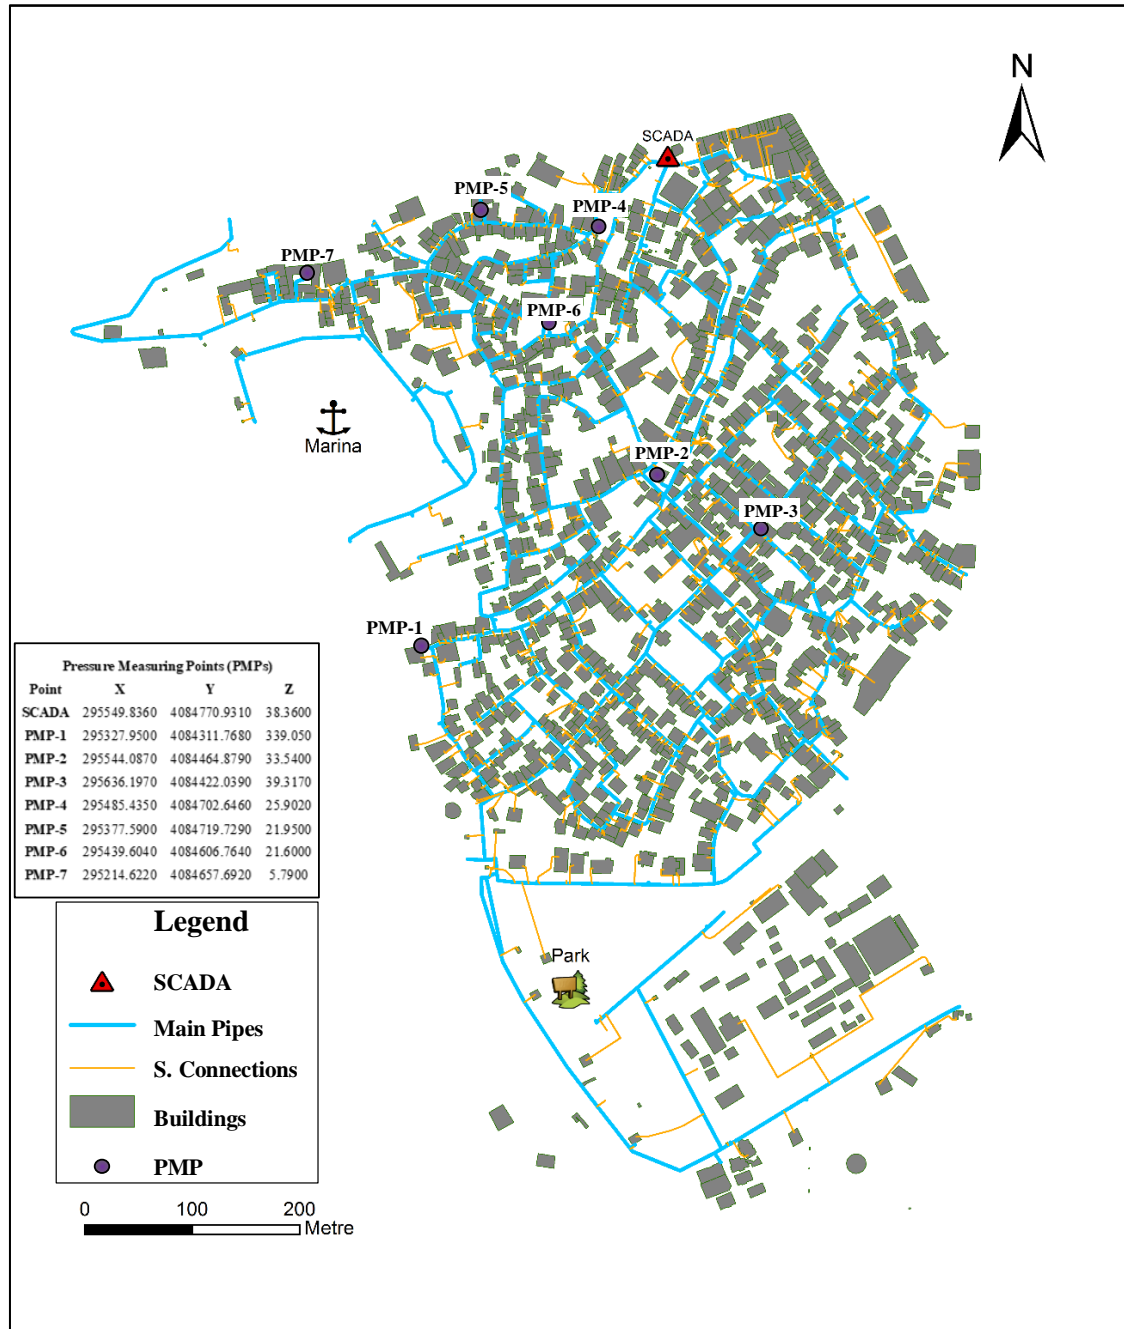 N
SCADA
PMP-5
PMP-4
PMP-7
PMP-6
Marina
PMP-2
PMP-3
PMP-1
Pressure Measuring Points (PMPs)
Point X Y Z
SCADA 295549.8360 4084770.9310 38.3600
PMP-1 295327.9500 4084311.7680 339.050
PMP-2 295544.0870 4084464.8790 33.5400
PMP-3 295636.1970 4084422.0390 39.3170
PMP-4 295485.4350 4084702.6460 25.9020
PMP-5 295377.5900 4084719.7290 21.9500
PMP-6 295439.6040 4084606.7640 21.6000
PMP-7 295214.6220 4084657.6920 5.7900
Legend
SCADA
Main Pipes
S. Connections
Buildings
PMP
Park
0 100 200
Metre